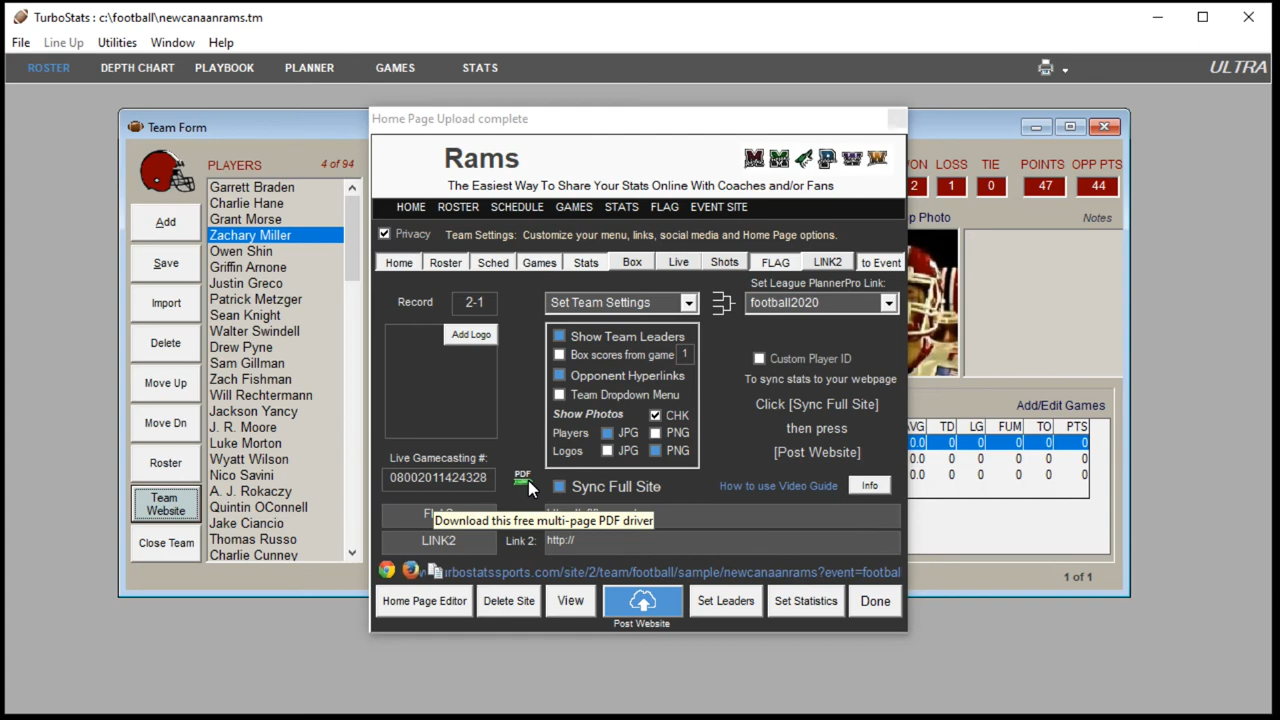 TurboStats : c:\football\newcanaanrams.tm
File Line Up Utilities Window Help
ROSTER DEPTH CHART PLAYBOOK PLANNER GAMES STATS ULTRA
Team Form
PLAYERS 4 of 94
Add
Save
Import
Delete
Move Up
Move Dn
Roster
Team Website
Close Team
Garrett Braden
Charlie Hane
Grant Morse
Zachary Miller
Owen Shin
Griffin Arnone
Justin Greco
Patrick Metzger
Sean Knight
Walter Swindell
Drew Pyne
Sam Gillman
Zach Fishman
Will Rechtermann
Jackson Yancy
J. R. Moore
Luke Morton
Wyatt Wilson
Nico Savini
A. J. Rokaczy
Quintin OConnell
Jake Ciancio
Thomas Russo
Charlie Cunney
Home Page Upload complete
Rams
The Easiest Way To Share Your Stats Online With Coaches and/or Fans
HOME ROSTER SCHEDULE GAMES STATS FLAG EVENT SITE
Privacy Team Settings: Customize your menu, links, social media and Home Page options.
Home Roster Sched Games Stats Box Live Shots FLAG LINK2 to Event
Set League PlannerPro Link:
Record 2-1 Set Team Settings football2020
Add Logo
Show Team Leaders
Box scores from game 1
Opponent Hyperlinks
Team Dropdown Menu
Show Photos CHK
Players JPG PNG
Logos JPG PNG
Custom Player ID
To sync stats to your webpage
Click [Sync Full Site]
then press
[Post Website]
Live Gamecasting #:
08002011424328
PDF
Sync Full Site
How to use Video Guide Info
Download this free multi-page PDF driver
LINK2 Link 2: http://
rbostatssports.com/site/2/team/football/sample/newcanaanrams?event=footbal
Home Page Editor Delete Site View Post Website Set Leaders Set Statistics Done
ON LOSS TIE POINTS OPP PTS
2 1 0 47 44
p Photo Notes
Add/Edit Games
VG TD LG FUM TO PTS
0.0 0 0 0 0 0
0.0 0 0 0 0 0
0.0 0 0 0 0 0
1 of 1